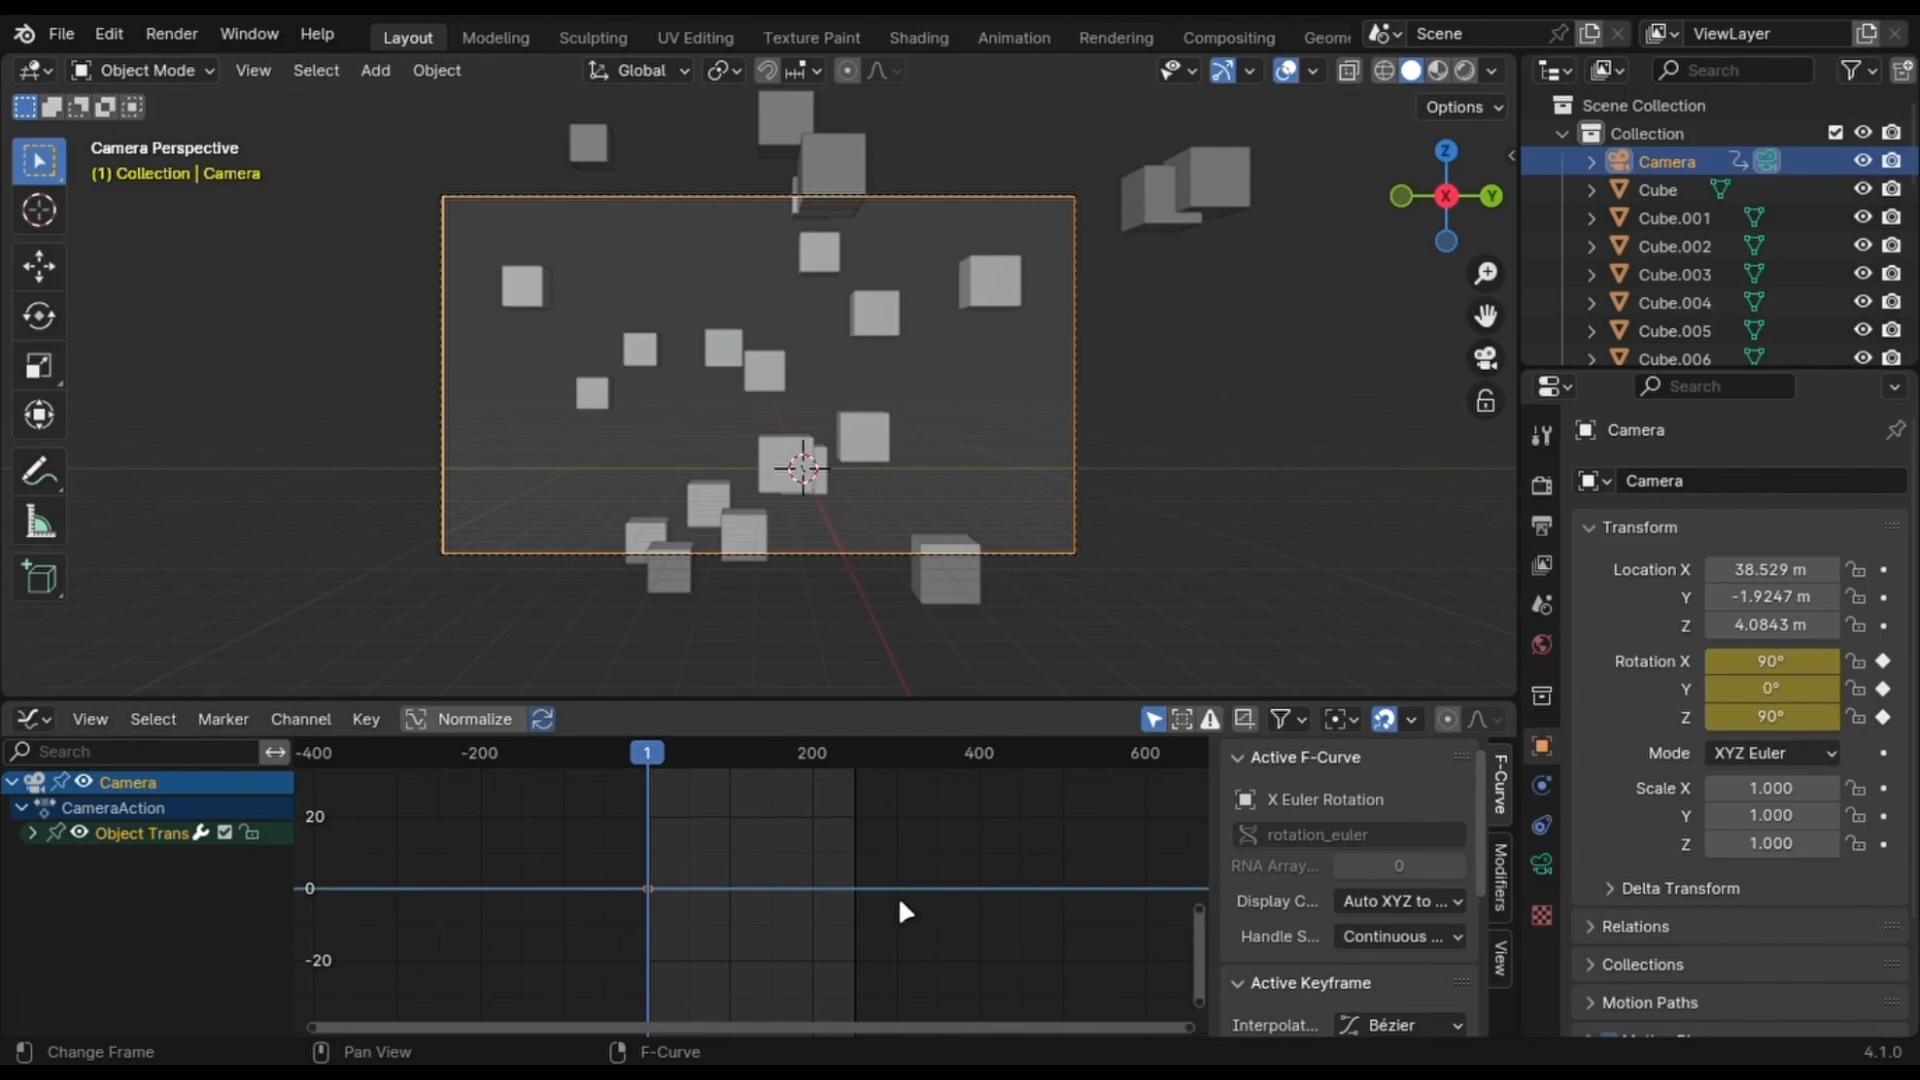 File Edit Render Window Help Layout Modeling Sculpting UV Editing Texture Paint Shading Animation Rendering Compositing Geome Scene ViewLayer
Object Mode View Select Add Object Global Search
Options
Camera Perspective
(1) Collection | Camera
Z
X
Y
Scene Collection
Collection
Camera
Cube
Cube.001
Cube.002
Cube.003
Cube.004
Cube.005
Cube.006
Search
Camera
Camera
Transform
Location X 38.529 m
Y -1.9247 m
Z 4.0843 m
Rotation X 90°
Y 0°
Z 90°
Mode XYZ Euler
Scale X 1.000
Y 1.000
Z 1.000
Delta Transform
Relations
Collections
Motion Paths
View Select Marker Channel Key Normalize
Search
-400 -200 1 200 400 600
Camera
CameraAction
Object Trans
20
0
-20
Active F-Curve
X Euler Rotation
rotation_euler
RNA Array... 0
Display C... Auto XYZ to ...
Handle S... Continuous ...
Active Keyframe
Interpolat... Bézier
F-Curve
Modifiers
View
Change Frame Pan View F-Curve 4.1.0